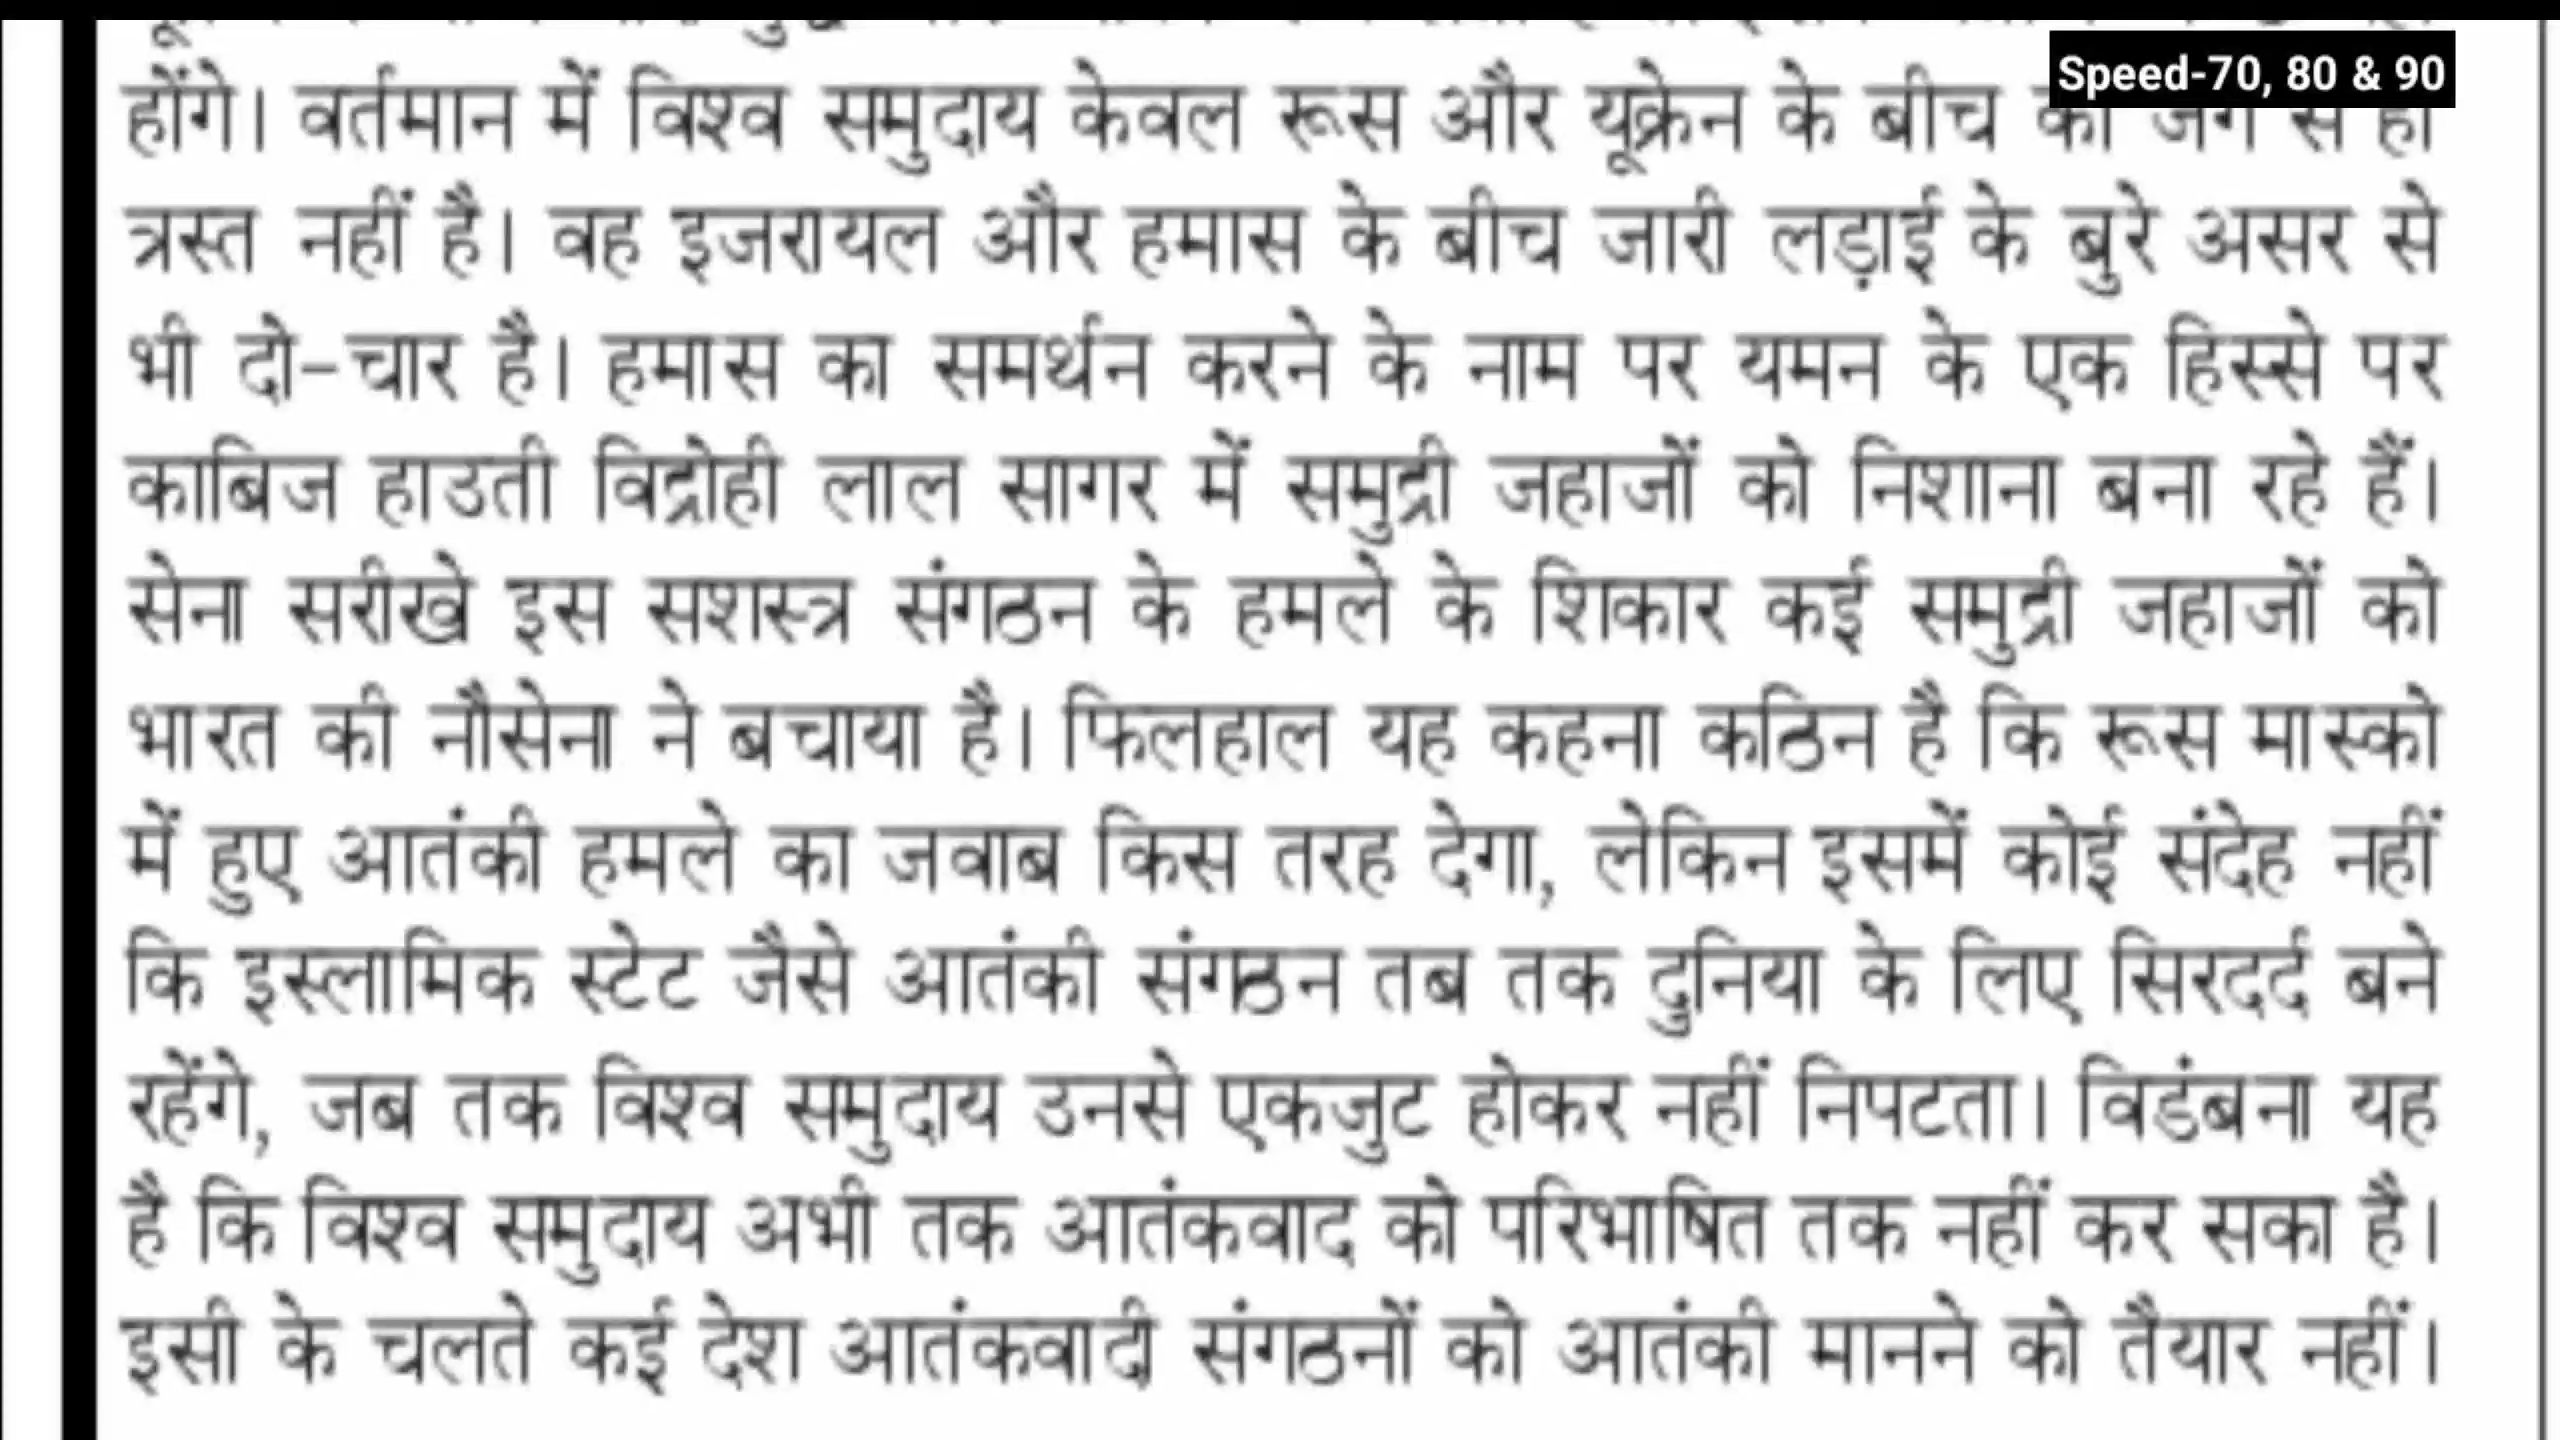 Speed-70, 80 & 90
होंगे। वर्तमान में विश्व समुदाय केवल रूस और यूक्रेन के बीच की जंग से ही
त्रस्त नहीं है। वह इजरायल और हमास के बीच जारी लड़ाई के बुरे असर से
भी दो-चार है। हमास का समर्थन करने के नाम पर यमन के एक हिस्से पर
काबिज हाउती विद्रोही लाल सागर में समुद्री जहाजों को निशाना बना रहे हैं।
सेना सरीखे इस सशस्त्र संगठन के हमले के शिकार कई समुद्री जहाजों को
भारत की नौसेना ने बचाया है। फिलहाल यह कहना कठिन है कि रूस मास्को
में हुए आतंकी हमले का जवाब किस तरह देगा, लेकिन इसमें कोई संदेह नहीं
कि इस्लामिक स्टेट जैसे आतंकी संगठन तब तक दुनिया के लिए सिरदर्द बने
रहेंगे, जब तक विश्व समुदाय उनसे एकजुट होकर नहीं निपटता। विडंबना यह
है कि विश्व समुदाय अभी तक आतंकवाद को परिभाषित तक नहीं कर सका है।
इसी के चलते कई देश आतंकवादी संगठनों को आतंकी मानने को तैयार नहीं।